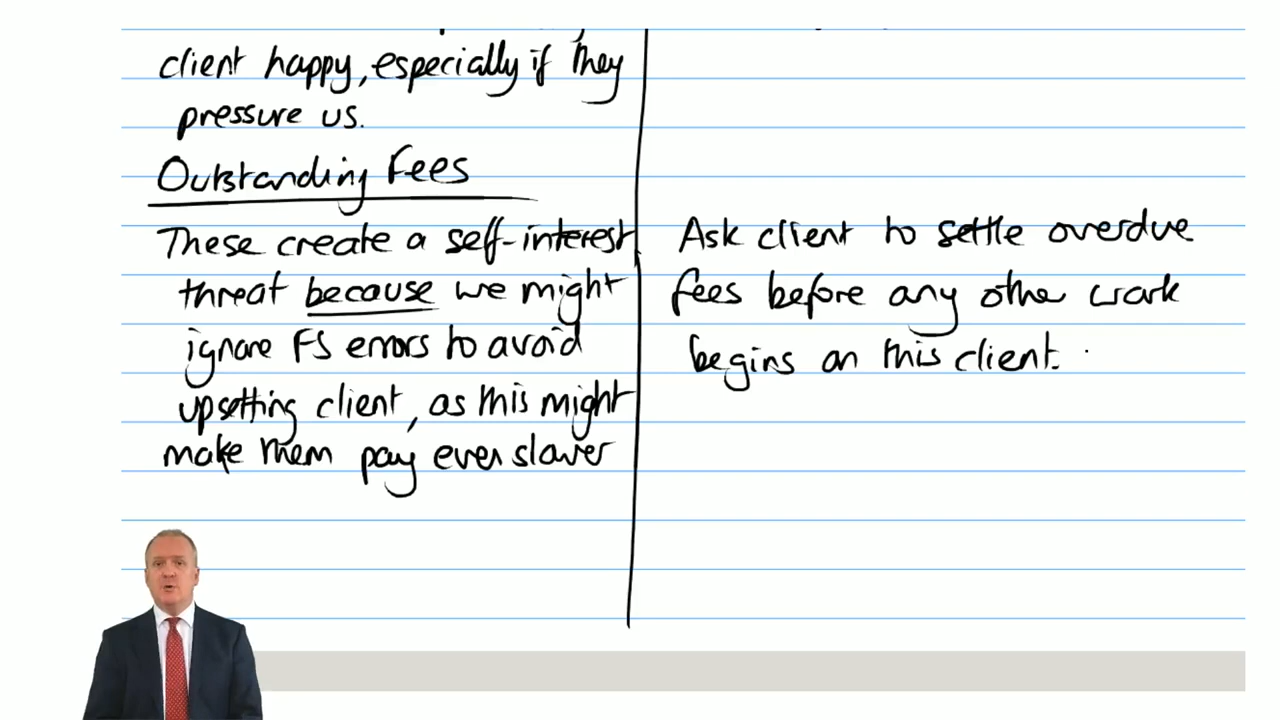 client happy, especially if they
pressure us.
Outstanding Fees
These create a self-interest
threat because we might
ignore FS errors to avoid
upsetting client, as this might
make them pay even slower
Ask client to settle overdue
fees before any other work
begins on this client.